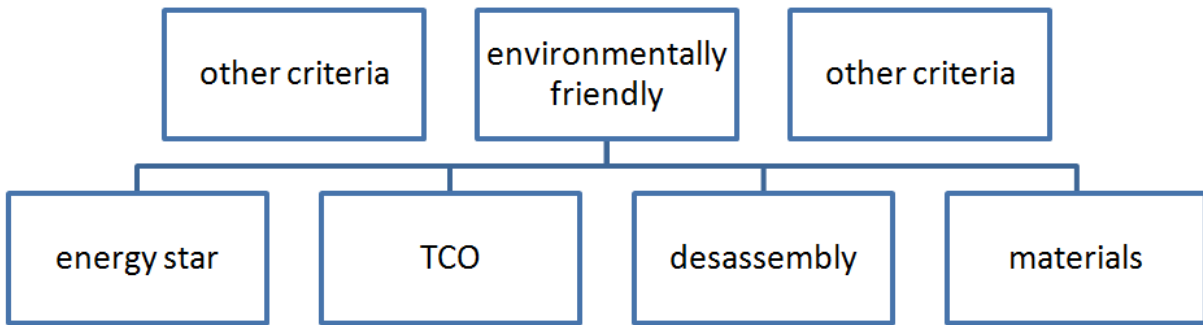 other criteria
environmentally
friendly
other criteria
energy star
TCO
desassembly
materials